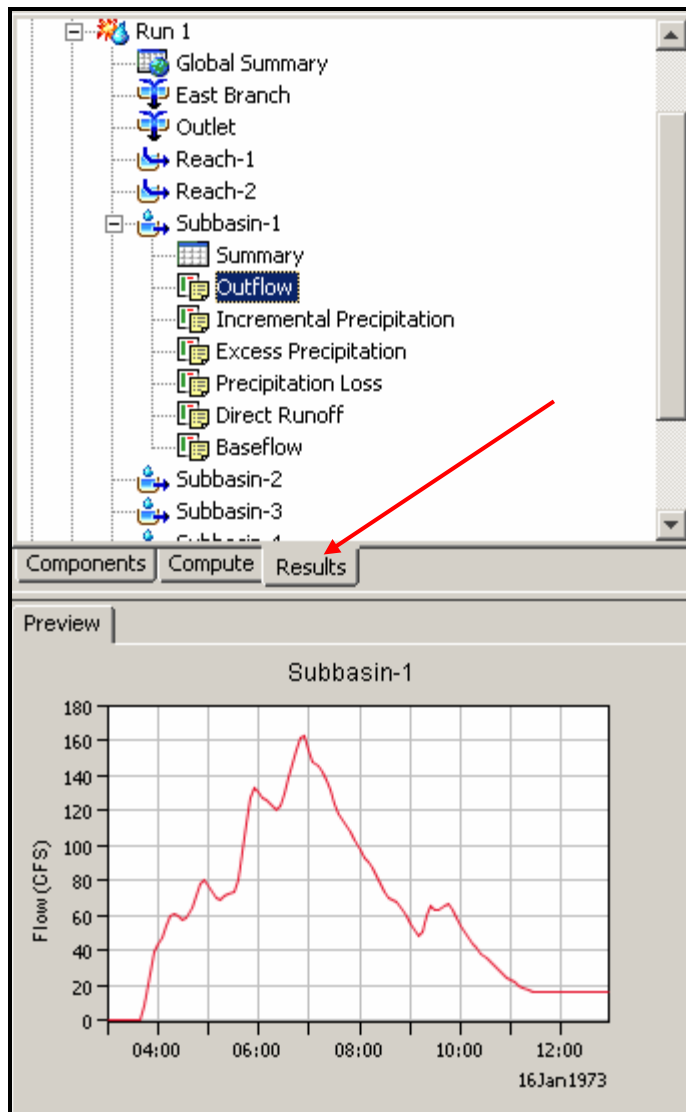 Run 1
Global Summary
East Branch
Outlet
Reach-1
Reach-2
Subbasin-1
Summary
Outflow
Incremental Precipitation
Excess Precipitation
Precipitation Loss
Direct Runoff
Baseflow
Subbasin-2
Subbasin-3
Components Compute Results
Preview
Subbasin-1
180
160
140
120
100
80
60
40
20
0
Flow (CFS)
04:00 06:00 08:00 10:00 12:00
16Jan1973